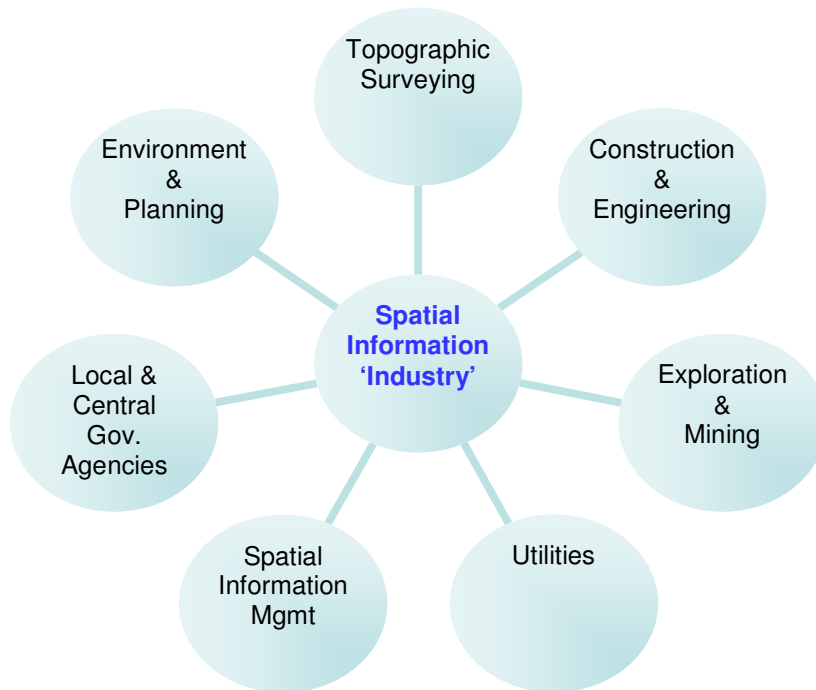 Topographic
Surveying
Construction
&
Engineering
Exploration
&
Mining
Utilities
Spatial
Information
Mgmt
Local &
Central
Gov.
Agencies
Environment
&
Planning
Spatial
Information
‘Industry’